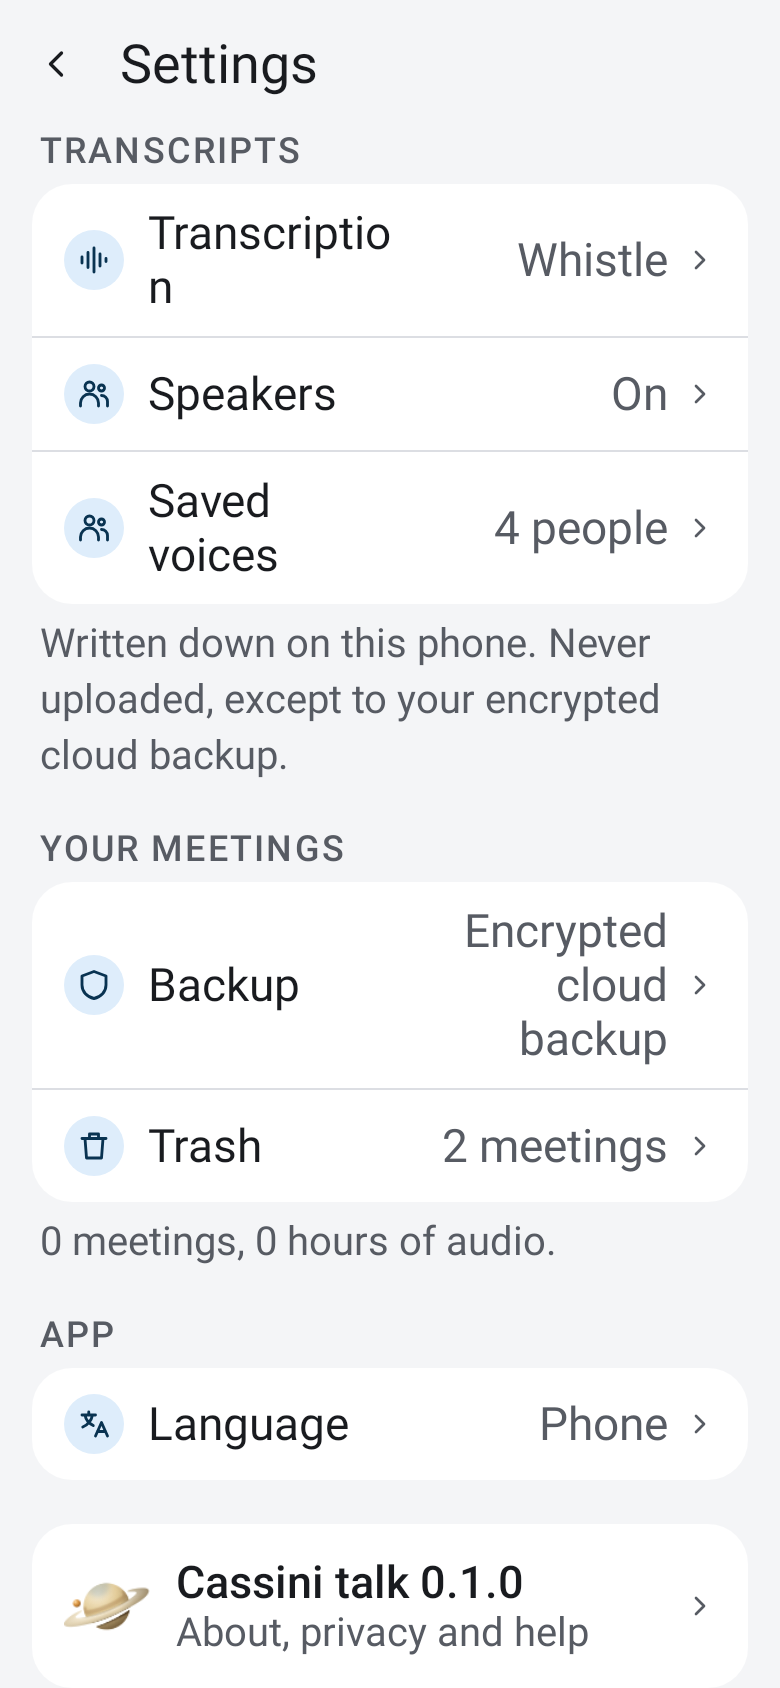 Settings
TRANSCRIPTS
Transcriptio
n
Whistle
Speakers
On
Saved
voices
4 people
Written down on this phone. Never
uploaded, except to your encrypted
cloud backup.
YOUR MEETINGS
Backup
Encrypted
cloud
backup
Trash
2 meetings
0 meetings, 0 hours of audio.
APP
Language
Phone
Cassini talk 0.1.0
About, privacy and help